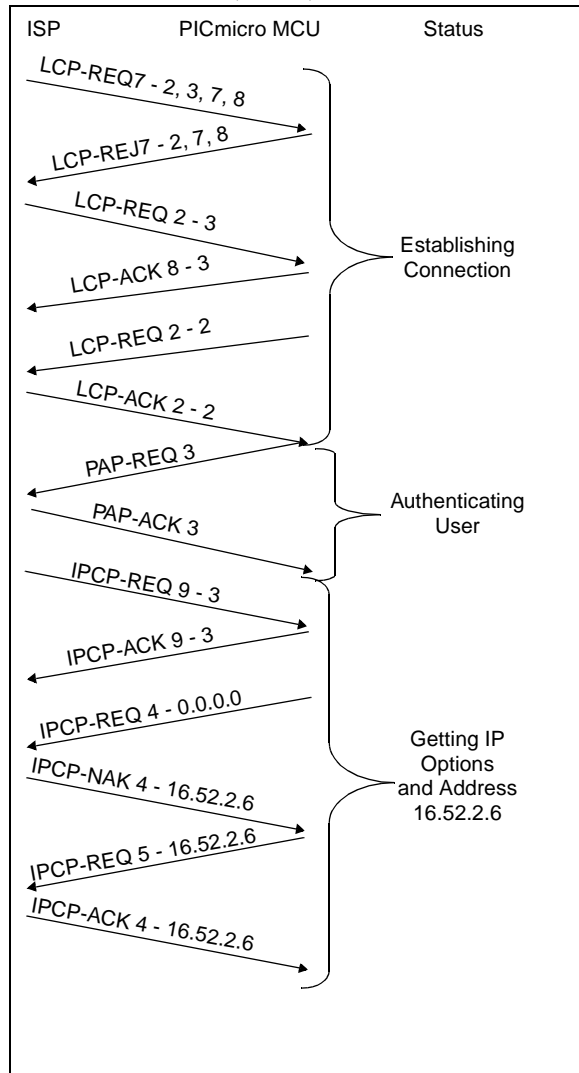 ISP PICmicro MCU Status
LCP-REQ7 - 2, 3, 7, 8
LCP-REJ7 - 2, 7, 8
LCP-REQ 2 - 3
LCP-ACK 8 - 3
LCP-REQ 2 - 2
LCP-ACK 2 - 2
Establishing
Connection
PAP-REQ 3
PAP-ACK 3
Authenticating
User
IPCP-REQ 9 - 3
IPCP-ACK 9 - 3
IPCP-REQ 4 - 0.0.0.0
IPCP-NAK 4 - 16.52.2.6
IPCP-REQ 5 - 16.52.2.6
IPCP-ACK 4 - 16.52.2.6
Getting IP
Options
and Address
16.52.2.6